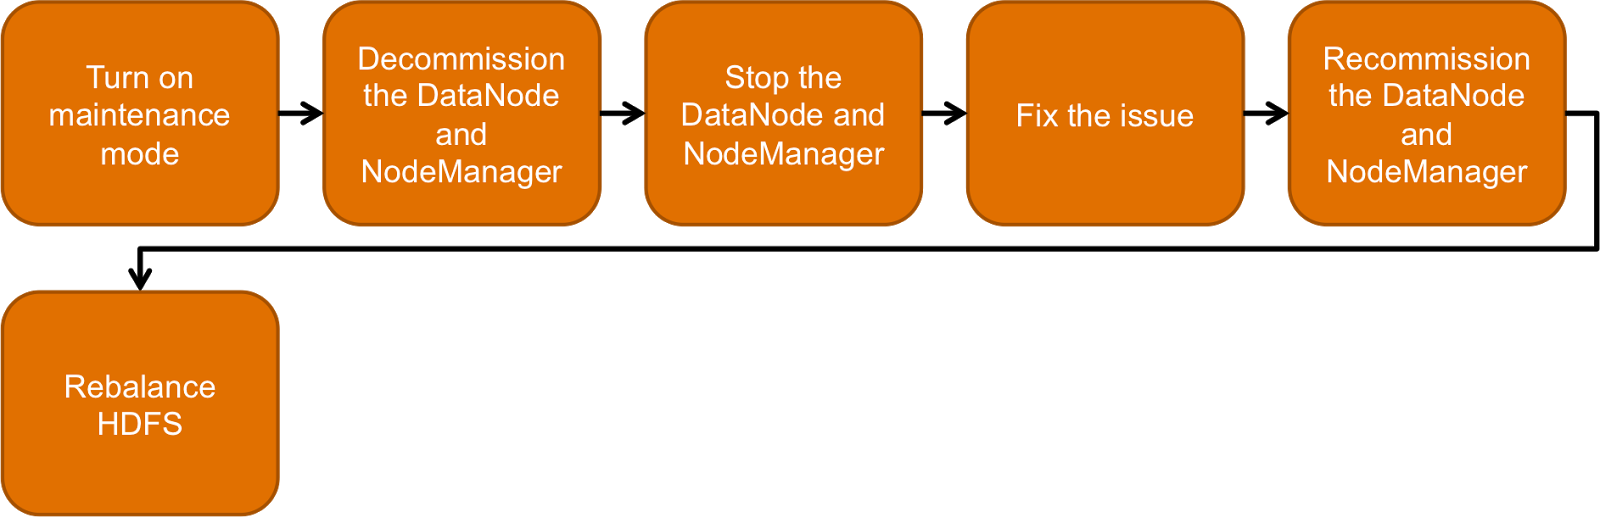 Turn on
maintenance
mode
Decommission
the DataNode
and
NodeManager
Stop the
DataNode and
NodeManager
Fix the issue
Recommission
the DataNode
and
NodeManager
Rebalance
HDFS